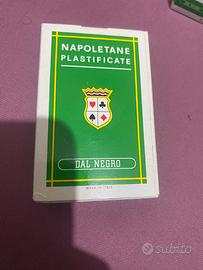 NAPOLETANE
PLASTIFICATE
DAL NEGRO
MADE IN ITALY
subito